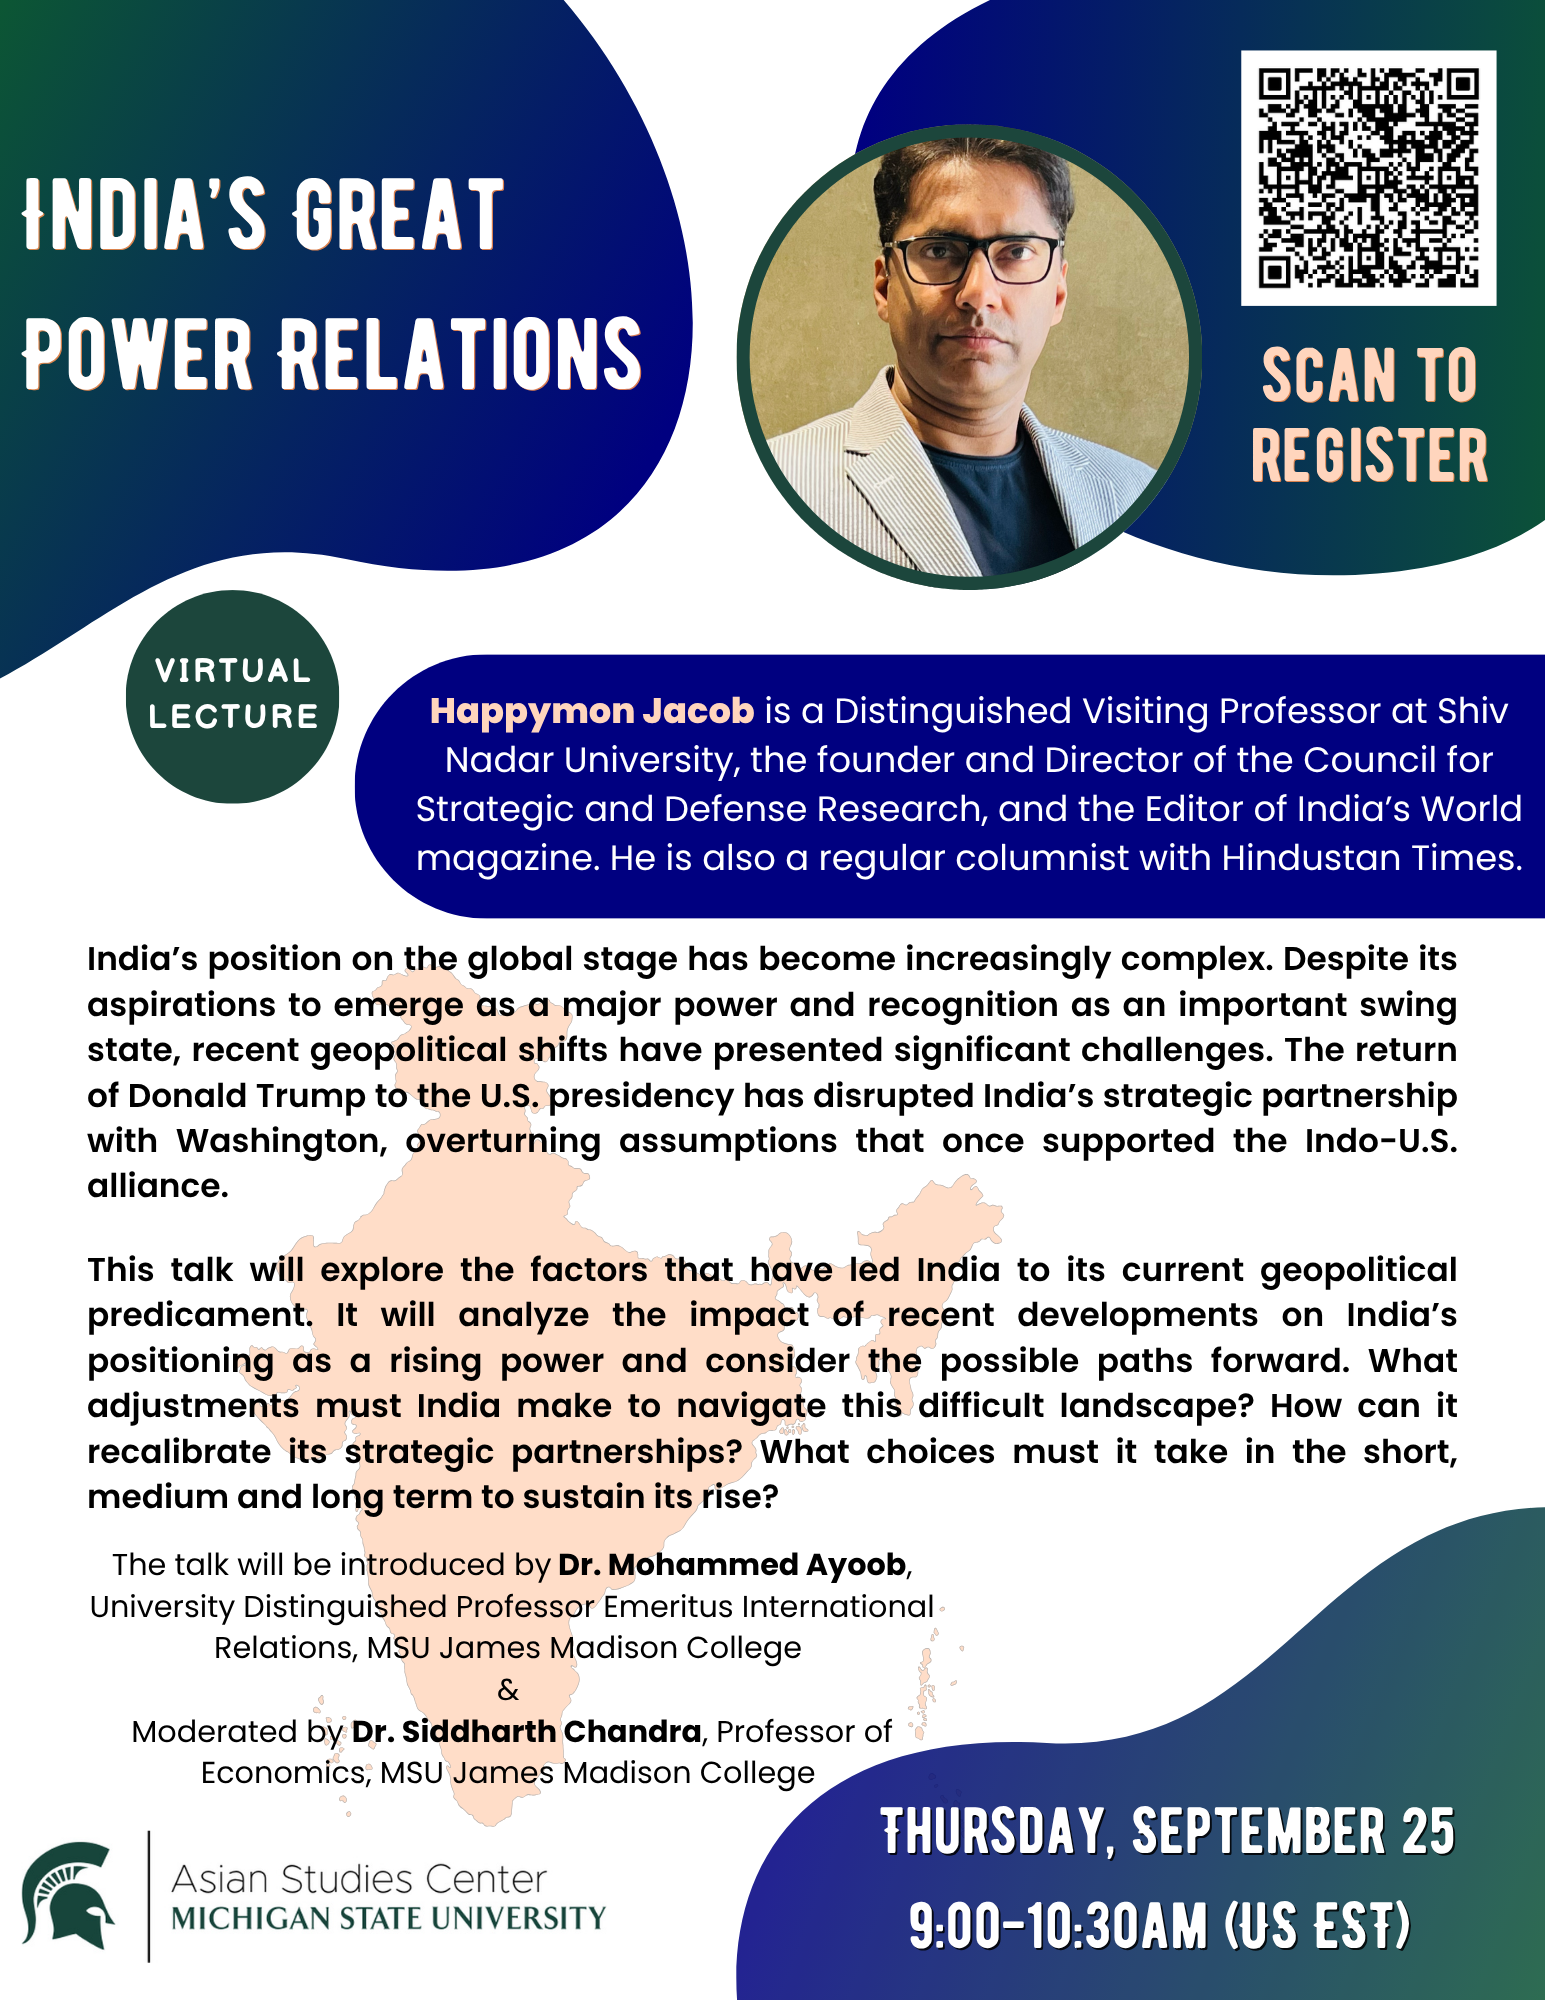 India's Great
Power Relations
SCAN TO
REGISTER
VIRTUAL
LECTURE
Happymon Jacob is a Distinguished Visiting Professor at Shiv
Nadar University, the founder and Director of the Council for
Strategic and Defense Research, and the Editor of India's World
magazine. He is also a regular columnist with Hindustan Times.
India's position on the global stage has become increasingly complex. Despite its
aspirations to emerge as a major power and recognition as an important swing
state, recent geopolitical shifts have presented significant challenges. The return
of Donald Trump to the U.S. presidency has disrupted India's strategic partnership
with Washington, overturning assumptions that once supported the Indo-U.S.
alliance.
This talk will explore the factors that have led India to its current geopolitical
predicament. It will analyze the impact of recent developments on India's
positioning as a rising power and consider the possible paths forward. What
adjustments must India make to navigate this difficult landscape? How can it
recalibrate its strategic partnerships? What choices must it take in the short,
medium and long term to sustain its rise?
The talk will be introduced by Dr. Mohammed Ayoob,
University Distinguished Professor Emeritus International
Relations, MSU James Madison College
&
Moderated by Dr. Siddharth Chandra, Professor of
Economics, MSU James Madison College
Thursday, September 25
9:00-10:30AM (US EST)
Asian Studies Center
MICHIGAN STATE UNIVERSITY